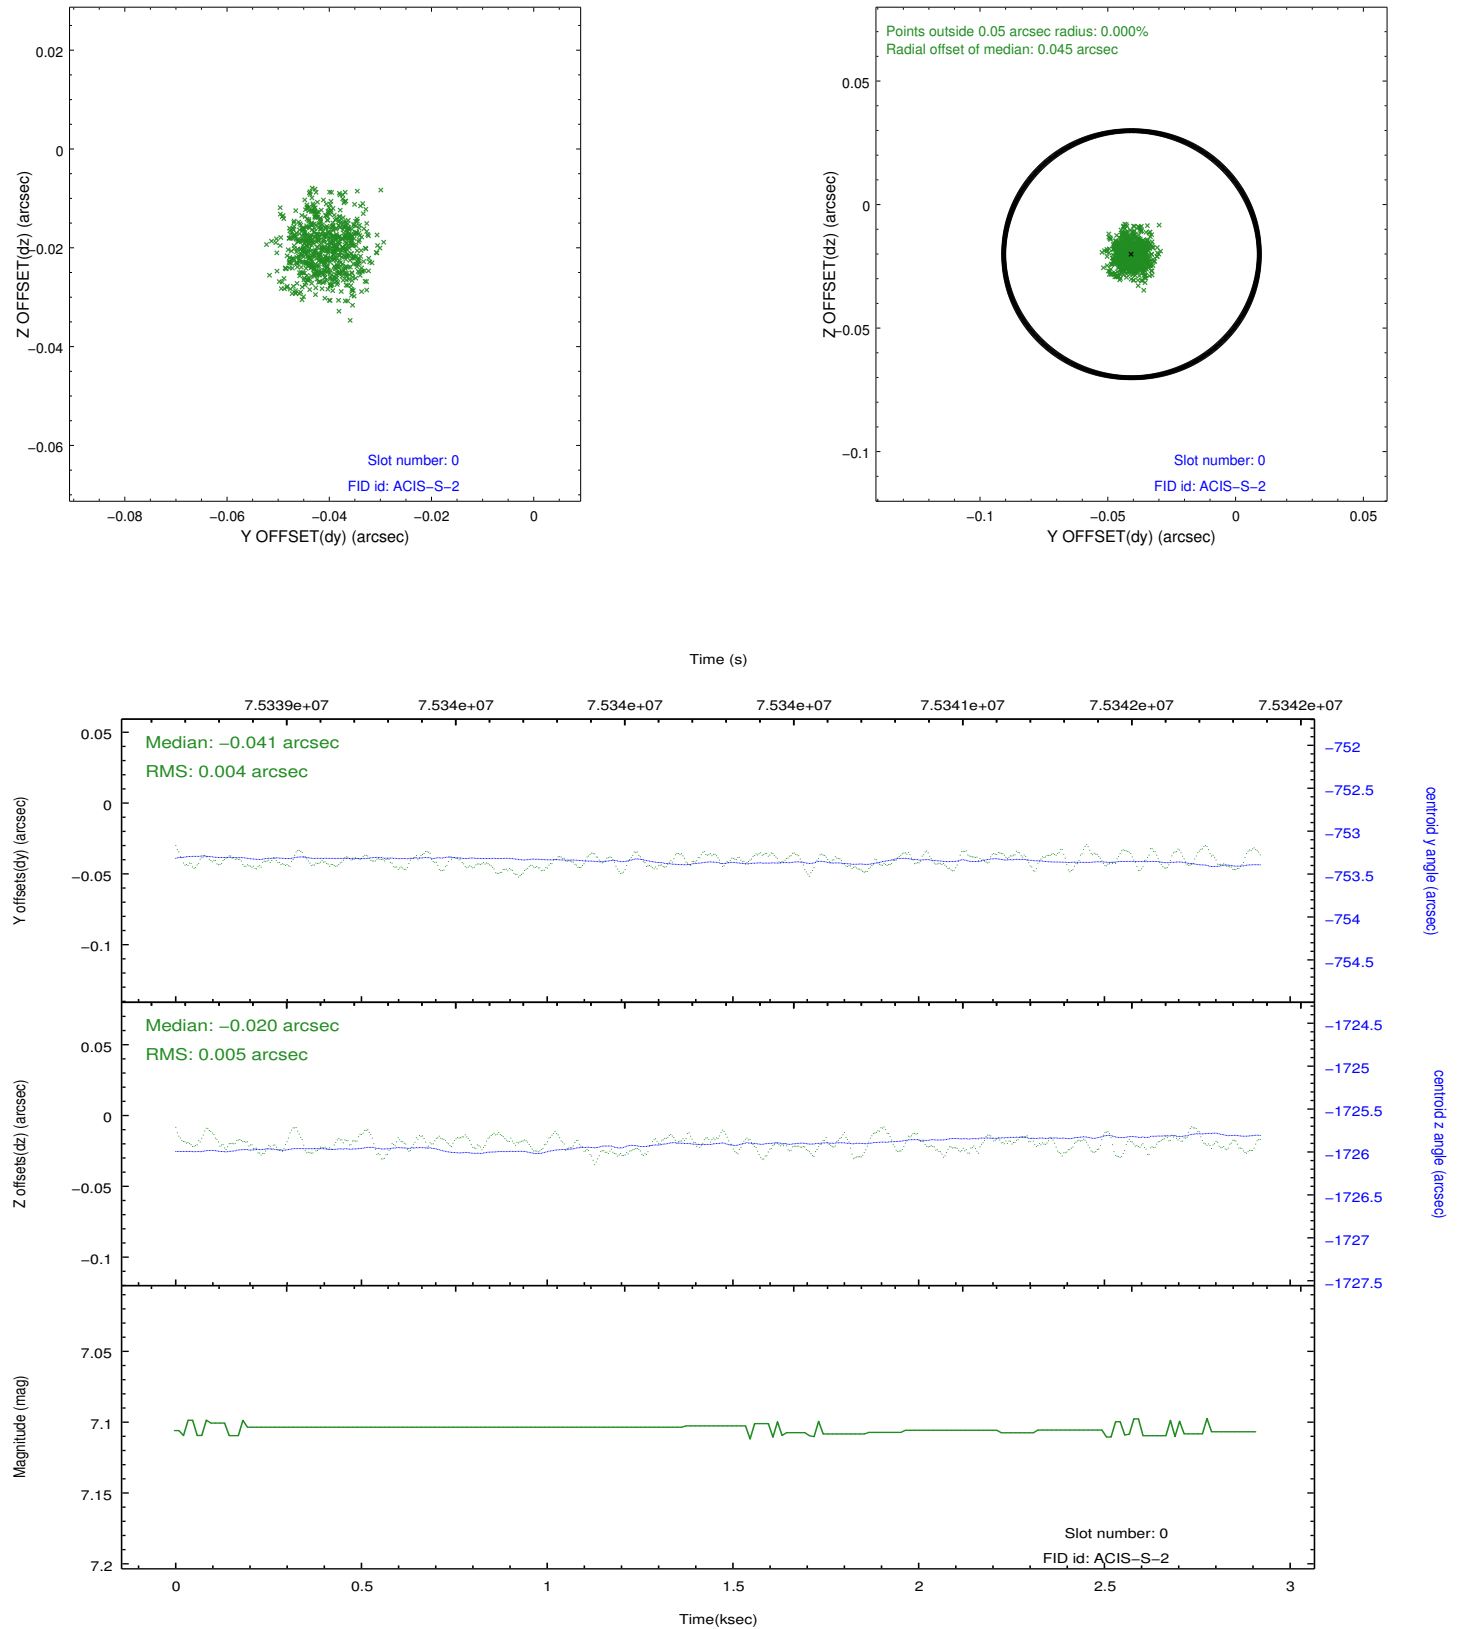 0.02
0
−0.02
−0.04
−0.06
Z OFFSET(dz) (arcsec)
Slot number: 0
FID id: ACIS−S−2
−0.08
−0.06
−0.04
−0.02
0
Y OFFSET(dy) (arcsec)
Points outside 0.05 arcsec radius: 0.000%
Radial offset of median: 0.045 arcsec
0.05
0
−0.05
−0.1
Z OFFSET(dz) (arcsec)
Slot number: 0
FID id: ACIS−S−2
−0.1
−0.05
0
0.05
Y OFFSET(dy) (arcsec)
Time (s)
7.5339e+07
7.534e+07
7.534e+07
7.534e+07
7.5341e+07
7.5342e+07
7.5342e+07
Median: −0.041 arcsec
RMS: 0.004 arcsec
0.05
0
−0.05
−0.1
Y offsets(dy) (arcsec)
−752
−752.5
−753
−753.5
−754
−754.5
centroid y angle (arcsec)
Median: −0.020 arcsec
RMS: 0.005 arcsec
0.05
0
−0.05
−0.1
Z offsets(dz) (arcsec)
−1724.5
−1725
−1725.5
−1726
−1726.5
−1727
−1727.5
centroid z angle (arcsec)
7.05
7.1
7.15
7.2
Magnitude (mag)
Slot number: 0
FID id: ACIS−S−2
0
0.5
1
1.5
2
2.5
3
Time(ksec)